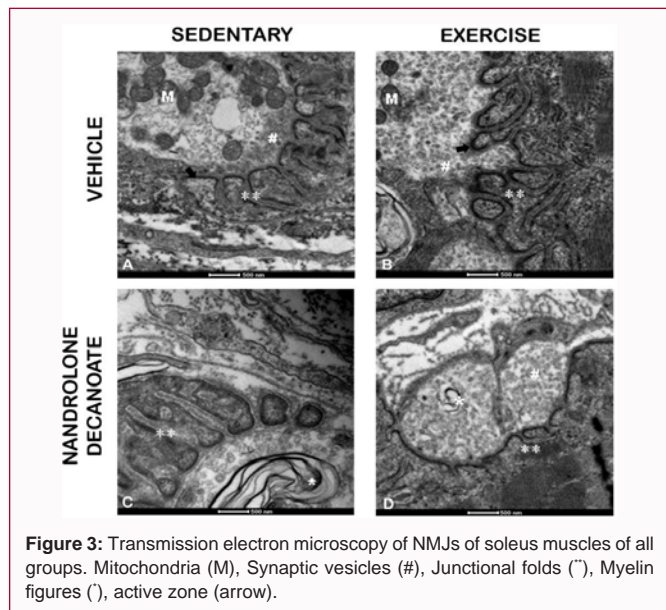 SEDENTARY
EXERCISE
VEHICLE
M
#
**
A
500 nm
M
#
**
B
500 nm
NANDROLONE
DECANOATE
**
*
C
500 nm
#
*
**
D
500 nm
Figure 3: Transmission electron microscopy of NMJs of soleus muscles of all
groups. Mitochondria (M), Synaptic vesicles (#), Junctional folds (**), Myelin
figures (*), active zone (arrow).